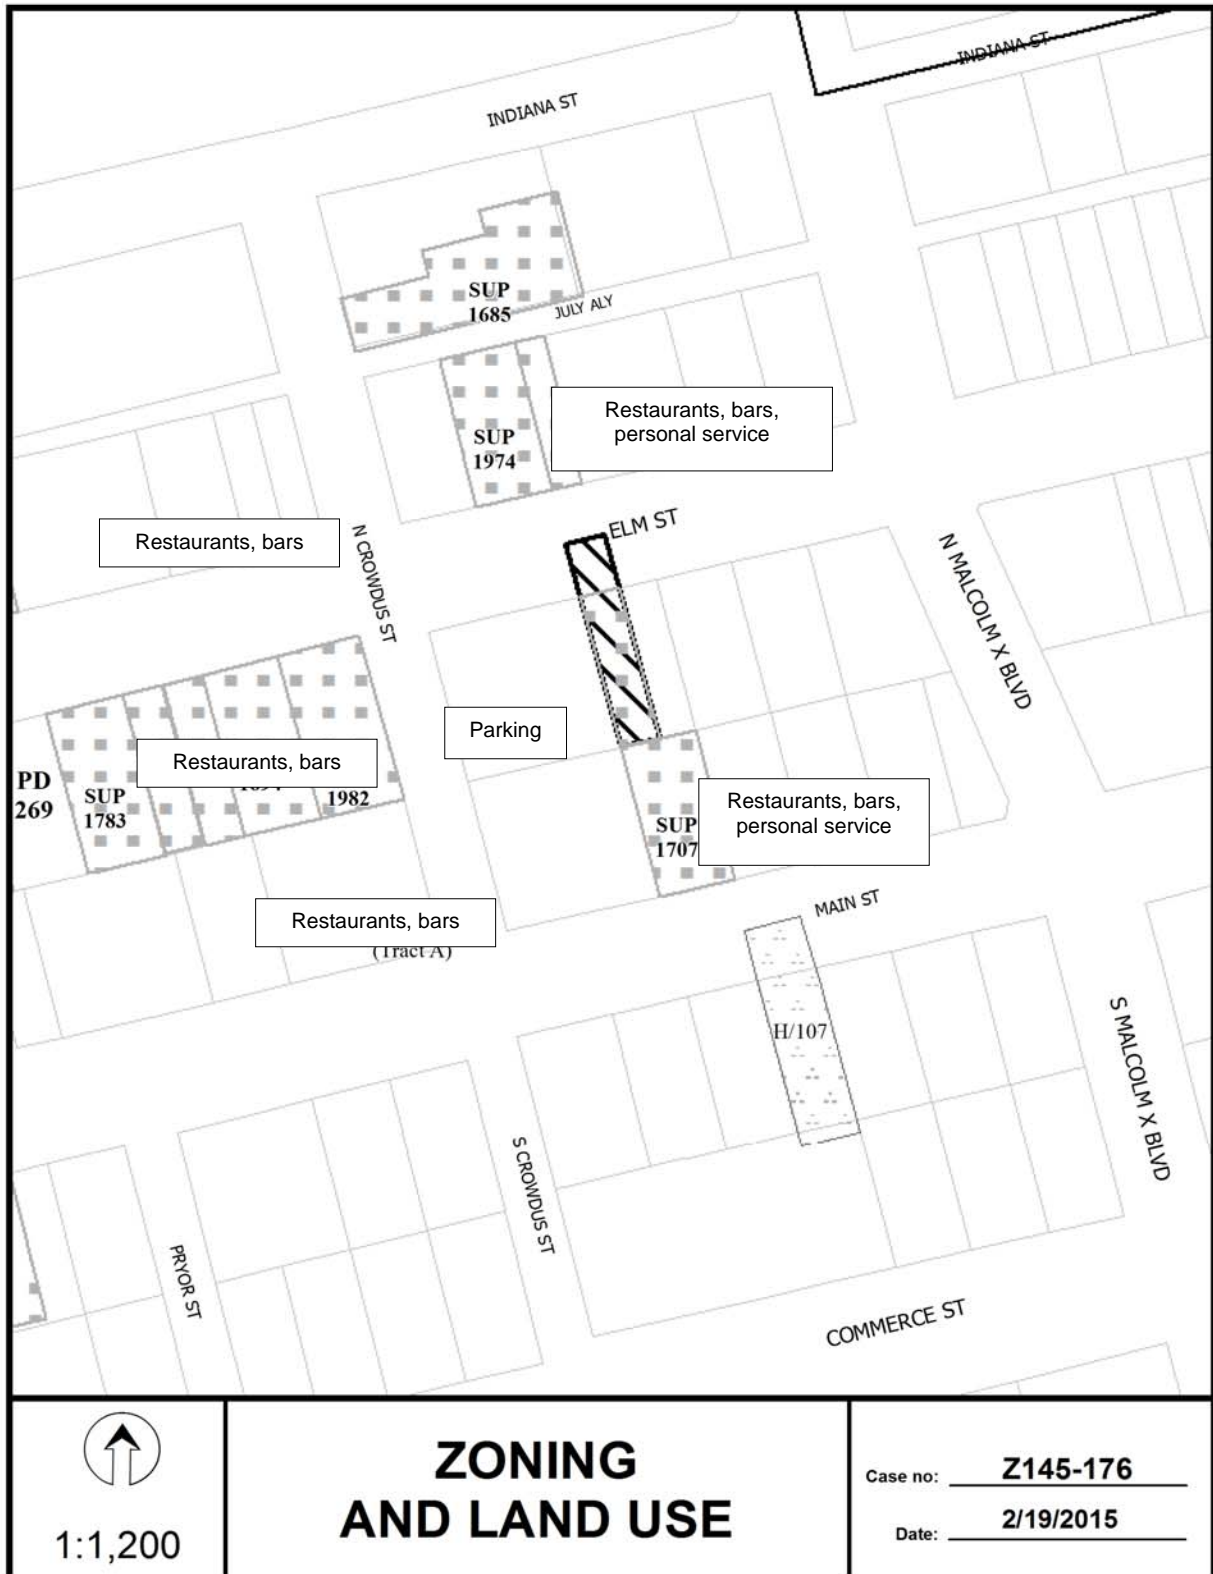 INDIANA ST
INDIANA ST
SUP
1685
JULY ALY
Restaurants, bars,
personal service
SUP
1974
ELM ST
Restaurants, bars
N CROWDUS ST
N MALCOLM X BLVD
Parking
Restaurants, bars
PD
269
SUP
1783
1982
Restaurants, bars,
personal service
SUP
1707
MAIN ST
Restaurants, bars
(Tract A)
H/107
S MALCOLM X BLVD
S CROWDUS ST
PRYOR ST
COMMERCE ST
1:1,200
ZONING
AND LAND USE
Case no: Z145-176
Date: 2/19/2015